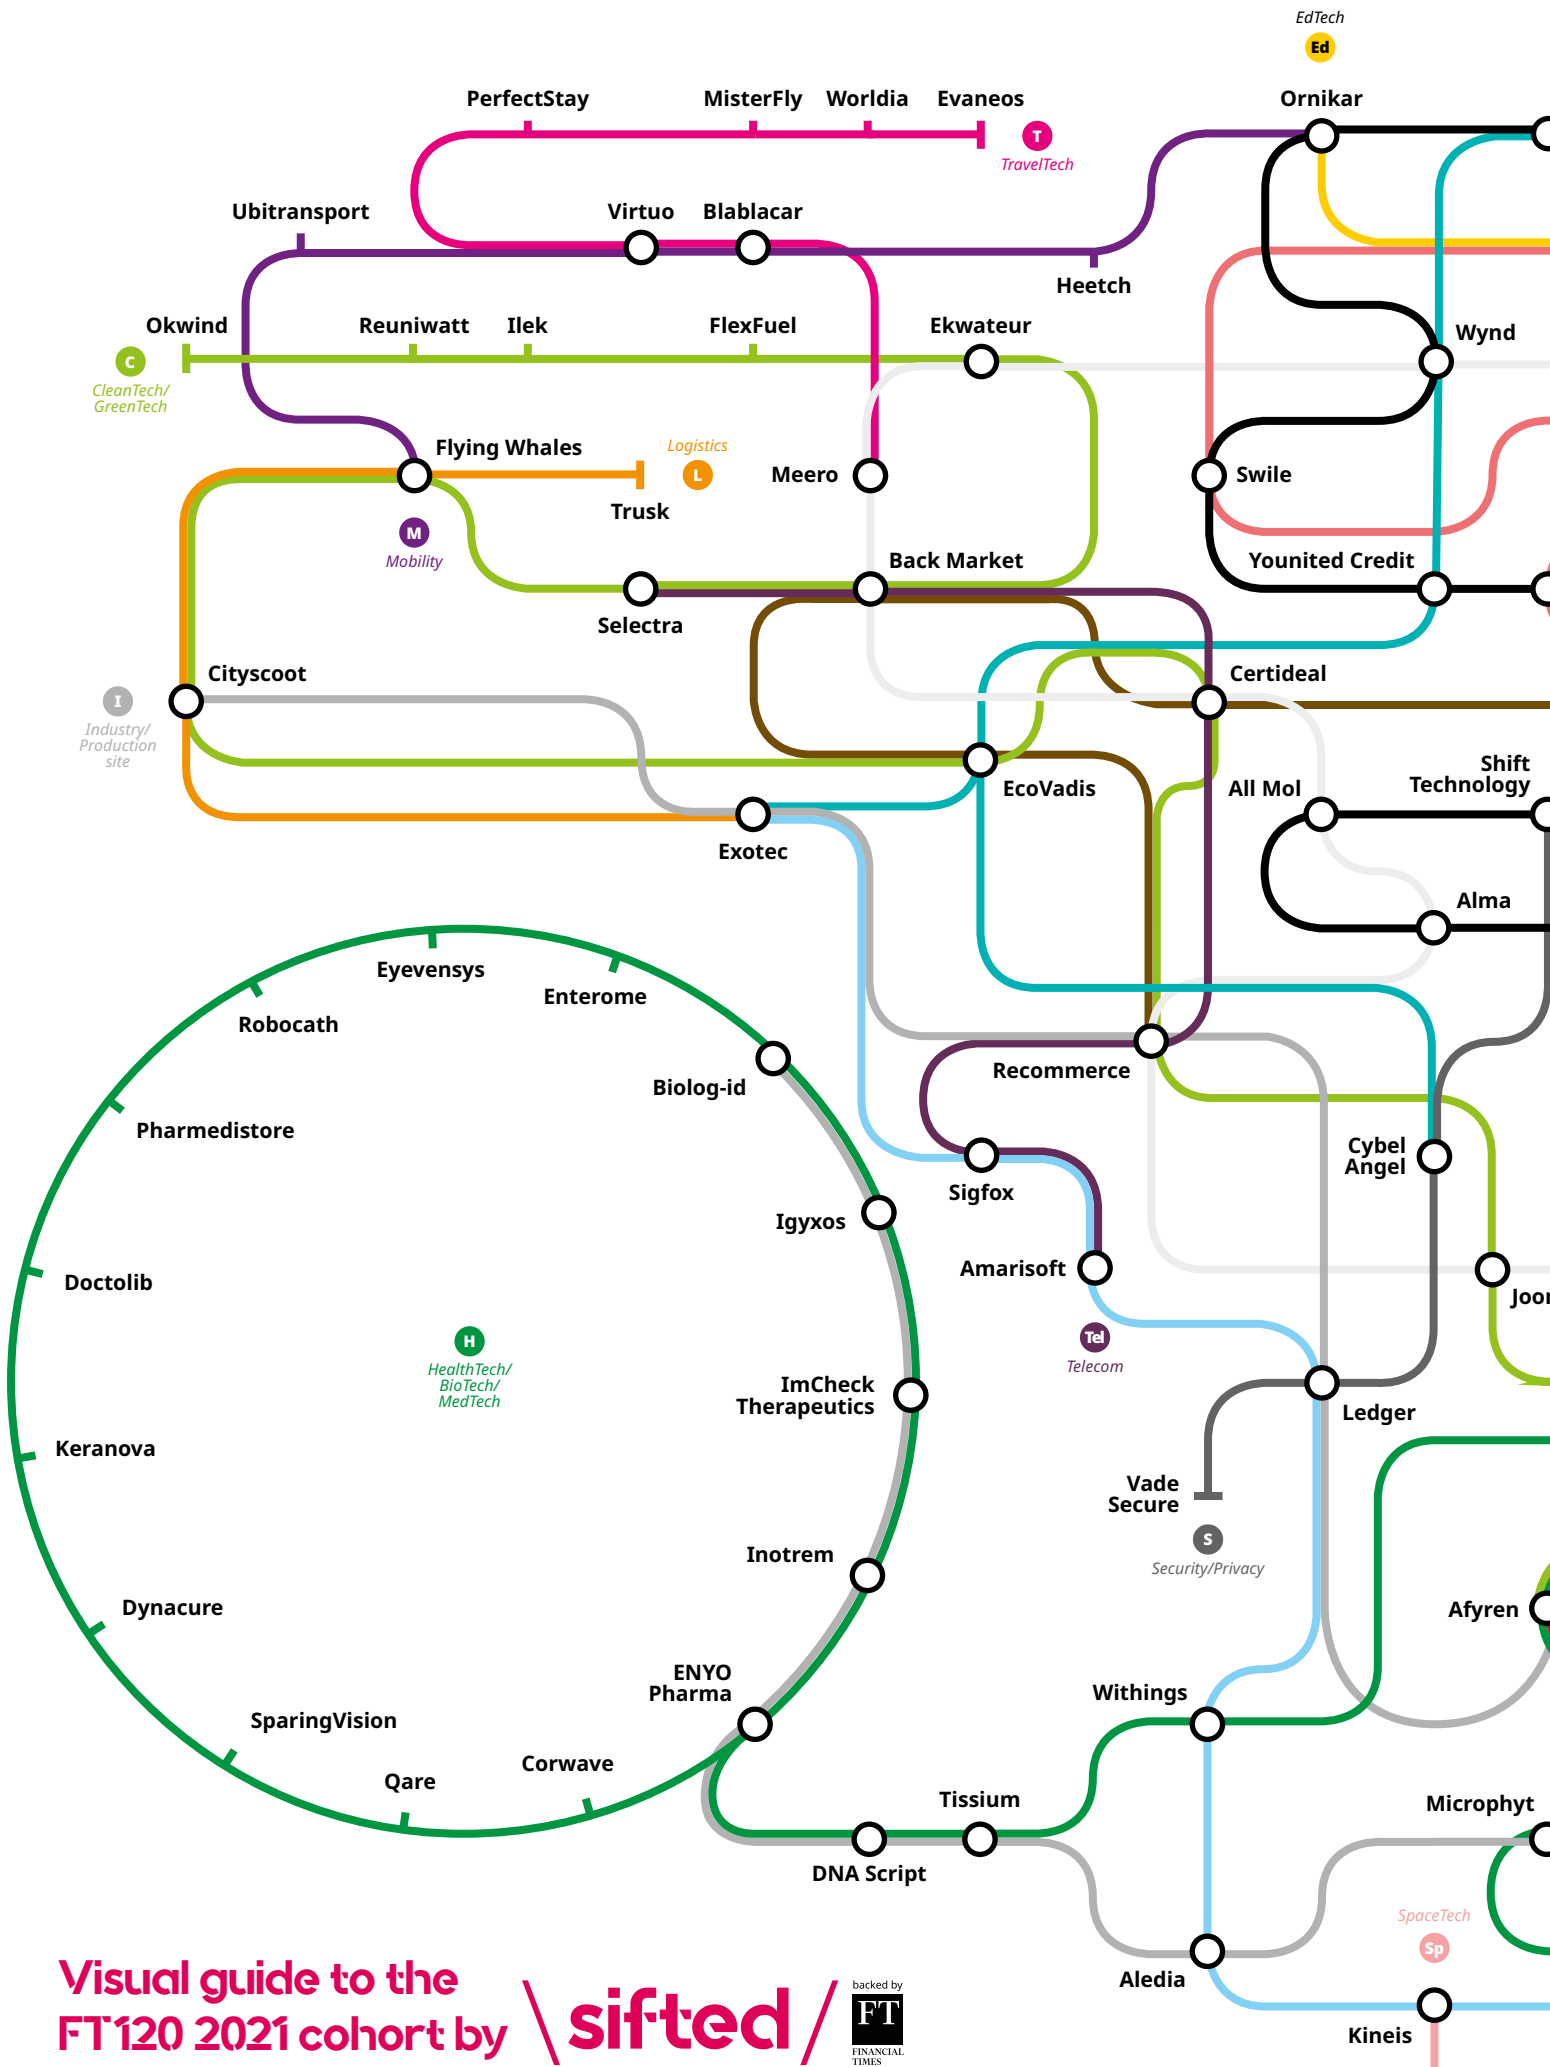 EdTech
Ed
Ornikar
PerfectStay
MisterFly
Worldia
Evaneos
T
TravelTech
Ubitransport
Virtuo
Blablacar
Heetch
Okwind
Reuniwatt
Ilek
FlexFuel
Ekwateur
Wynd
C
CleanTech/
GreenTech
Flying Whales
Logistics
L
Trusk
Meero
Swile
M
Mobility
Back Market
Younited Credit
Selectra
Cityscoot
Certideal
I
Industry/
Production
site
EcoVadis
All Mol
Shift
Technology
Exotec
Alma
Eyevensys
Enterome
Robocath
Biolog-id
Recommerce
Pharmedistore
Cybel
Angel
Sigfox
Igyxos
Doctolib
Amarisoft
Joon
H
HealthTech/
BioTech/
MedTech
Tel
Telecom
ImCheck
Therapeutics
Ledger
Keranova
Vade
Secure
S
Security/Privacy
Inotrem
Dynacure
Afyren
ENYO
Pharma
Withings
SparingVision
Corwave
Qare
Tissium
Microphyt
DNA Script
SpaceTech
Sp
Aledia
Kineis
Visual guide to the
FT120 2021 cohort by
\sifted/
backed by
FT
FINANCIAL
TIMES